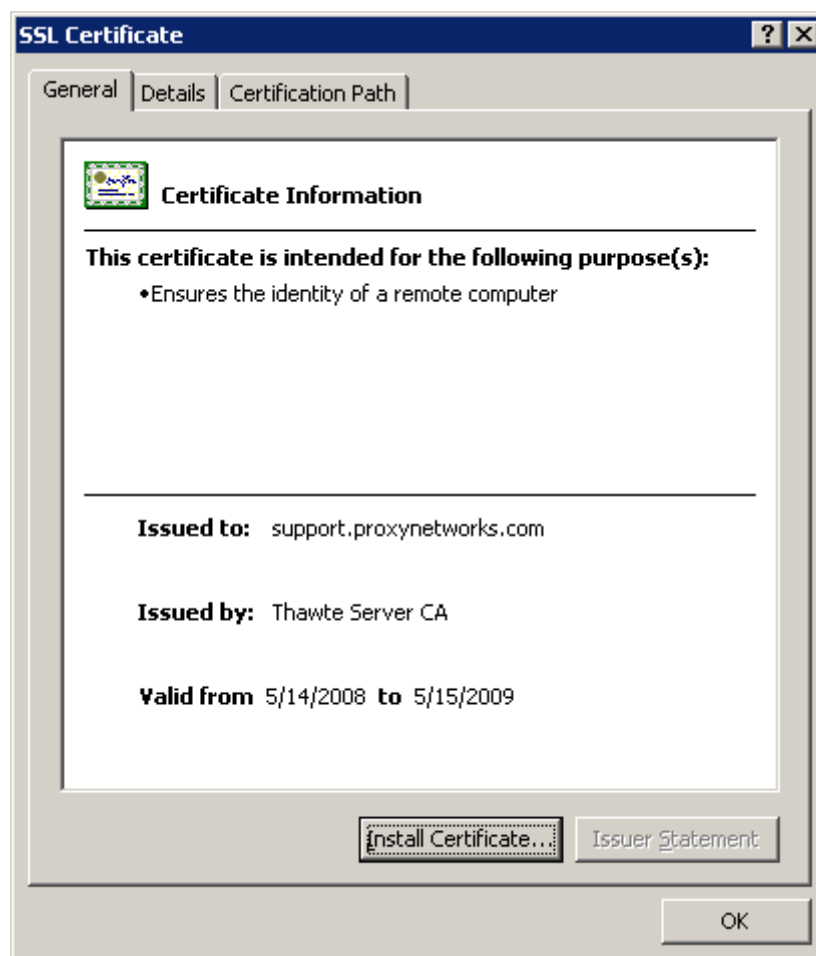 SSL Certificate
General Details Certification Path
Certificate Information
This certificate is intended for the following purpose(s):
•Ensures the identity of a remote computer
Issued to: support.proxynetworks.com
Issued by: Thawte Server CA
Valid from 5/14/2008 to 5/15/2009
Install Certificate... Issuer Statement
OK